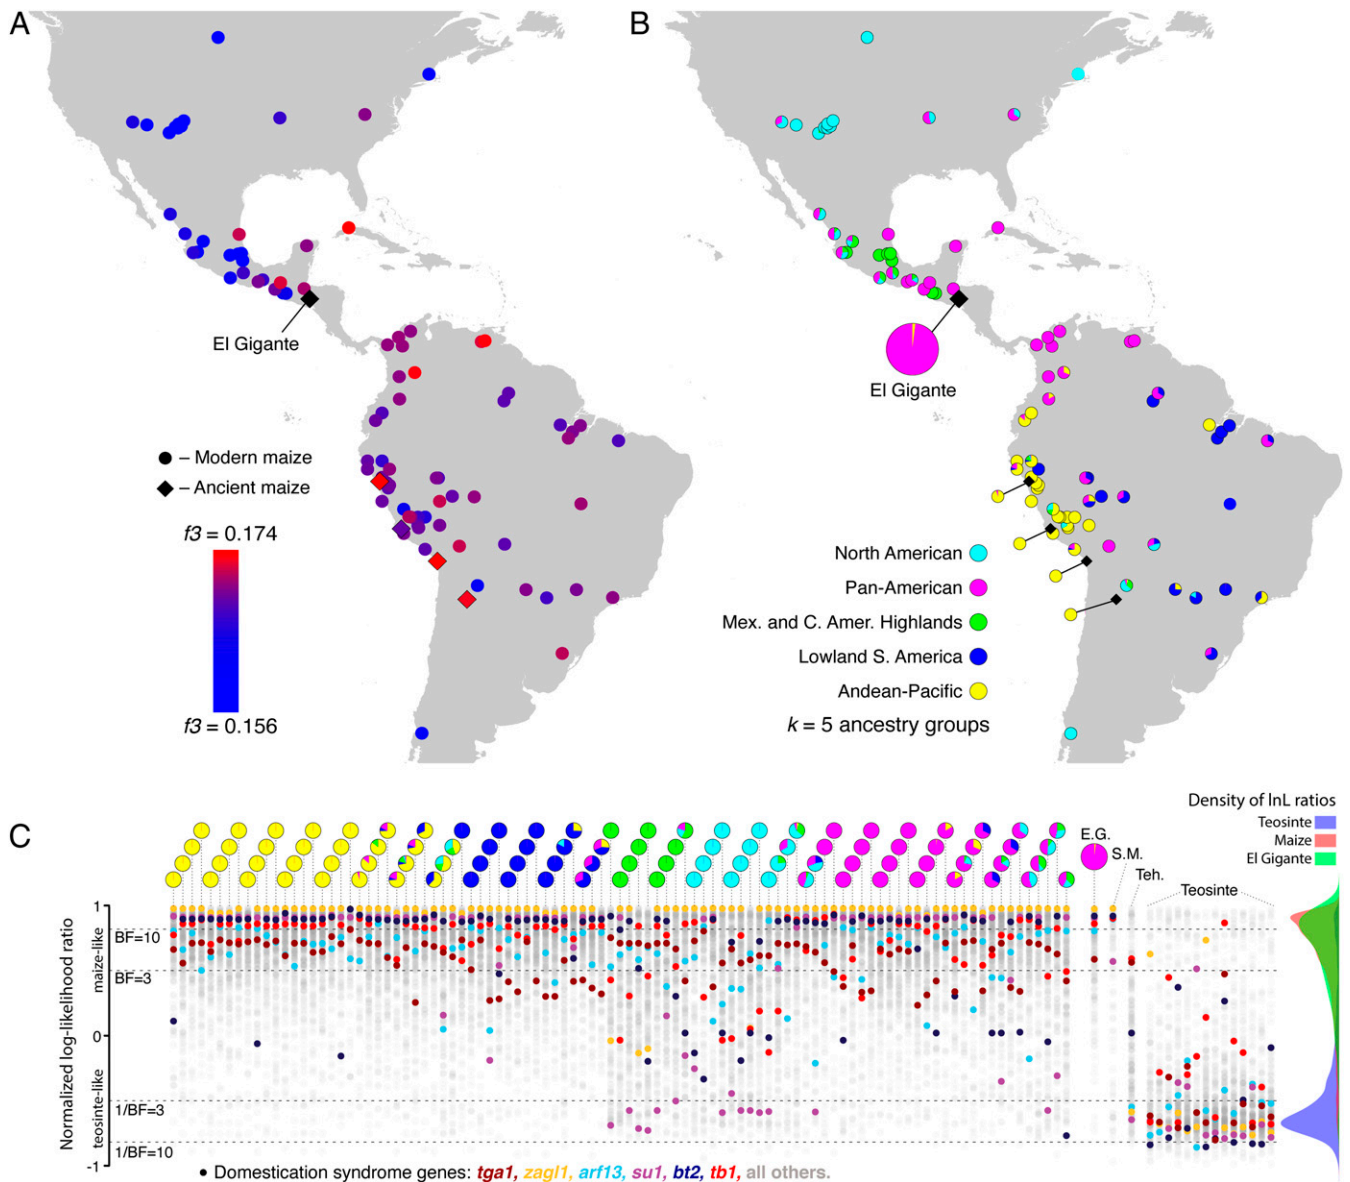 A
B
El Gigante
El Gigante
– Modern maize
– Ancient maize
f3 = 0.174
f3 = 0.156
North American
Pan-American
Mex. and C. Amer. Highlands
Lowland S. America
Andean-Pacific
k = 5 ancestry groups
C
Density of lnL ratios
Teosinte
Maize
El Gigante
E.G.
S.M.
Teh.
Teosinte
Normalized log-likelihood ratio
maize-like
teosinte-like
1
BF=10
BF=3
0
1/BF=3
1/BF=10
-1
Domestication syndrome genes: tga1, zagl1, arf13, su1, bt2, tb1, all others.